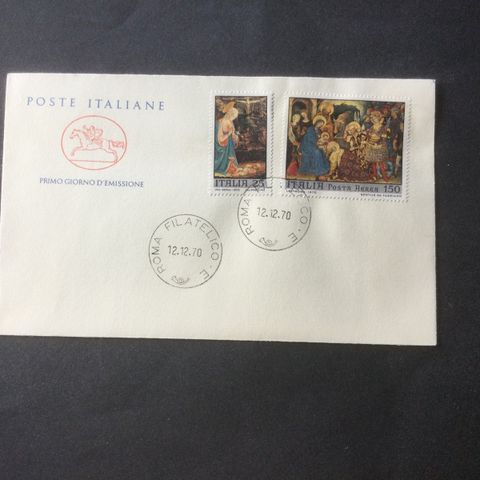 POSTE ITALIANE
PRIMO GIORNO D'EMISSIONE
ITALIA 25
ITALIA Posta Aerea 150
GENTILE DA FABRIANO
ROMA FILATELICO·E.
12.12.70
ROMA FILATELICO·E.
12.12.70